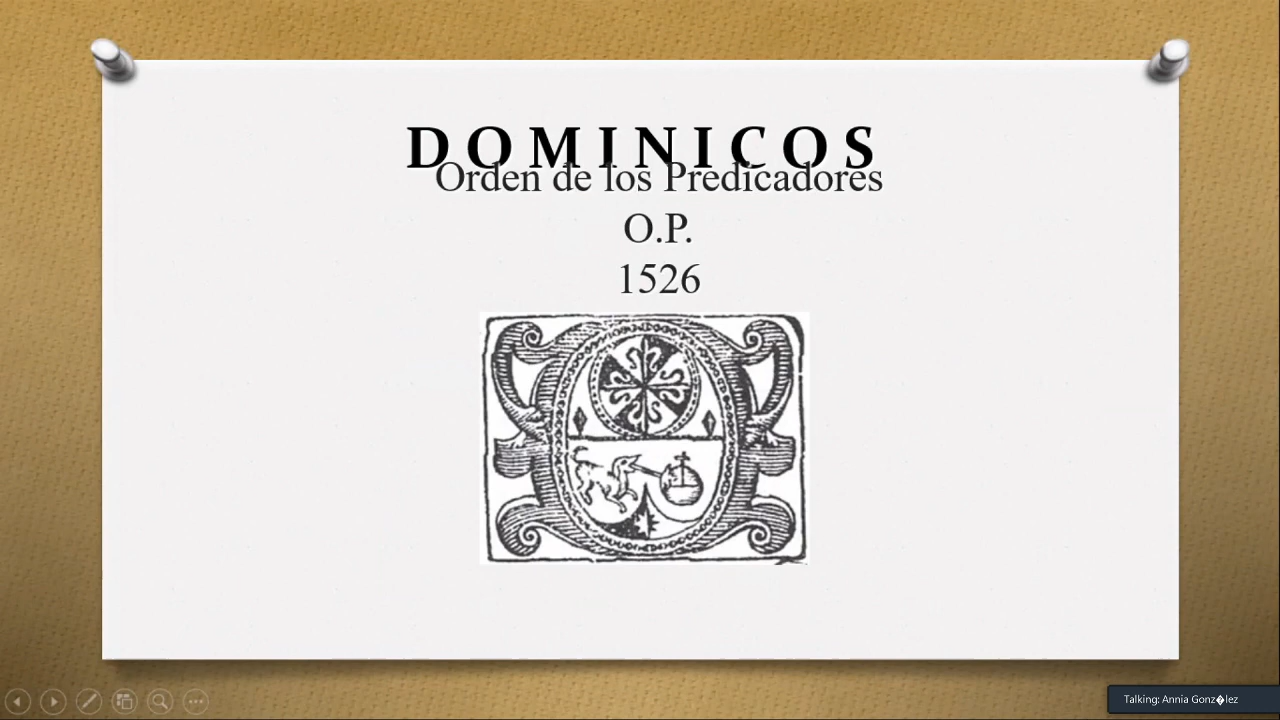 DOMINICOS
Orden de los Predicadores
O.P.
1526
Talking: Annia Gonz�lez